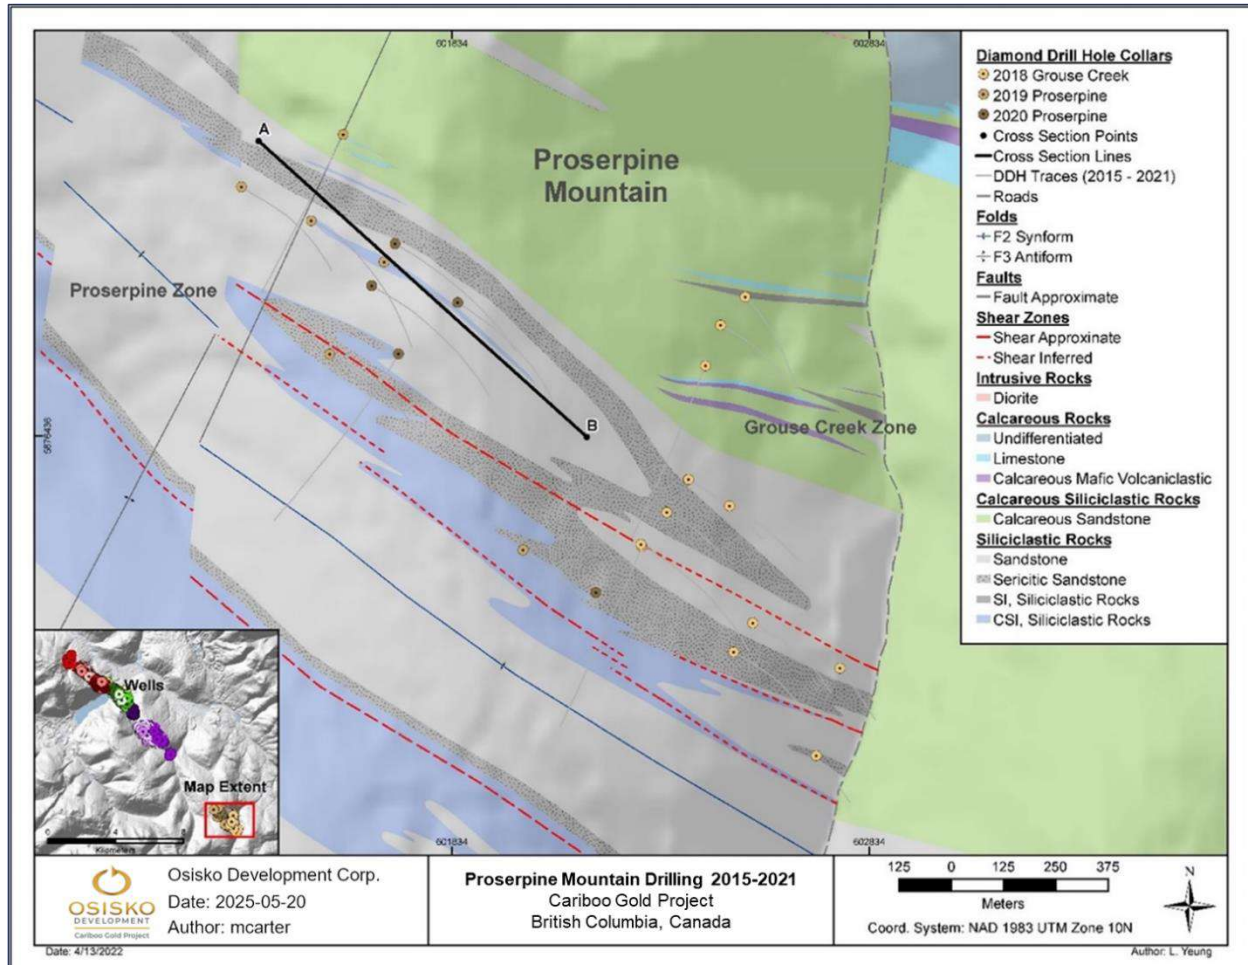 601834
602834
A
Proserpine
Mountain
Proserpine Zone
B
Grouse Creek Zone
5876436
Diamond Drill Hole Collars
2018 Grouse Creek
2019 Proserpine
2020 Proserpine
Cross Section Points
Cross Section Lines
DDH Traces (2015 - 2021)
Roads
Folds
F2 Synform
F3 Antiform
Faults
Fault Approximate
Shear Zones
Shear Approximate
Shear Inferred
Intrusive Rocks
Diorite
Calcareous Rocks
Undifferentiated
Limestone
Calcareous Mafic Volcaniclastic
Calcareous Siliciclastic Rocks
Calcareous Sandstone
Siliciclastic Rocks
Sandstone
Sericitic Sandstone
SI, Siliciclastic Rocks
CSI, Siliciclastic Rocks
Wells
Map Extent
0 4 8
Kilometers
601834
602834
OSISKO
DEVELOPMENT
Cariboo Gold Project
Osisko Development Corp.
Date: 2025-05-20
Author: mcarter
Proserpine Mountain Drilling 2015-2021
Cariboo Gold Project
British Columbia, Canada
125 0 125 250 375
Meters
Coord. System: NAD 1983 UTM Zone 10N
N
Date: 4/13/2022
Author: L. Yeung